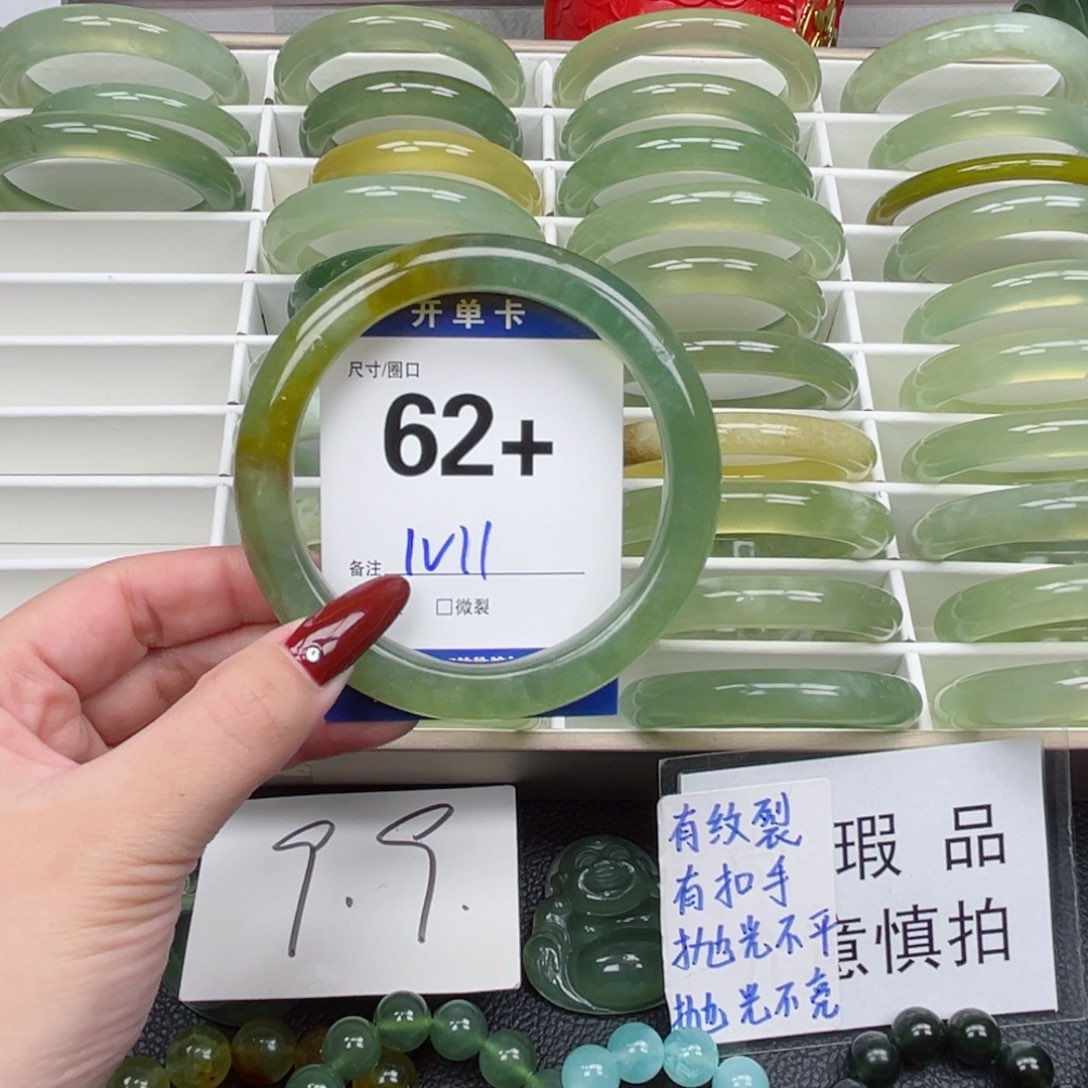 开单卡
尺寸/圈口
62+
备注 1V11
□微裂
9.9.
有纹裂
有扣手
抛光不平
抛光不亮
瑕品
意慎拍